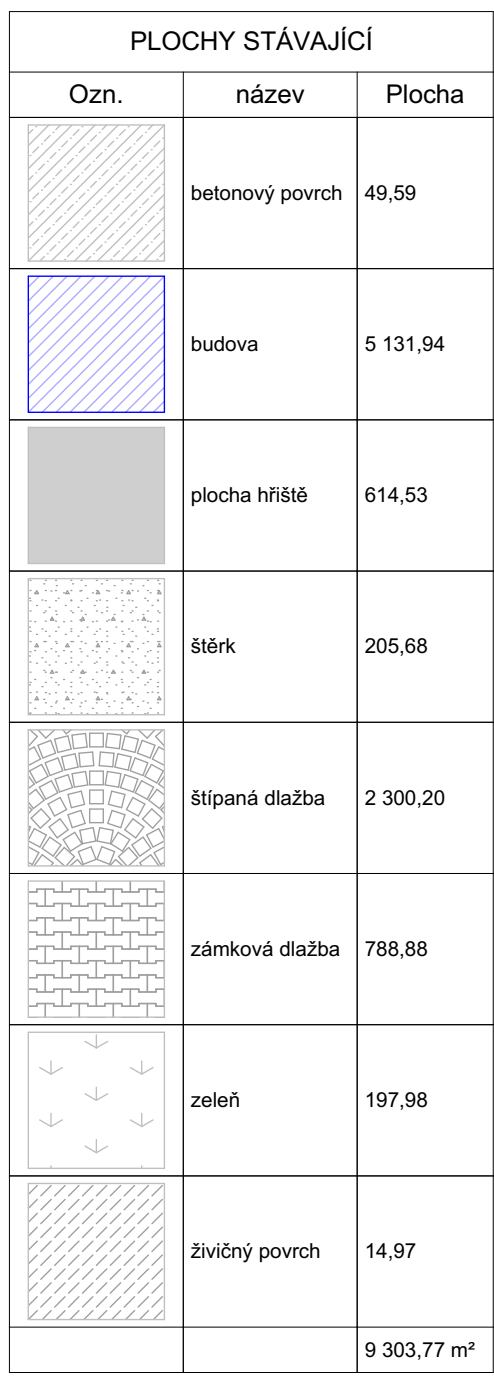 PLOCHY STÁVAJÍCÍ
Ozn. název Plocha
betonový povrch 49,59
budova 5 131,94
plocha hřiště 614,53
štěrk 205,68
štípaná dlažba 2 300,20
zámková dlažba 788,88
zeleň 197,98
živičný povrch 14,97
9 303,77 m²